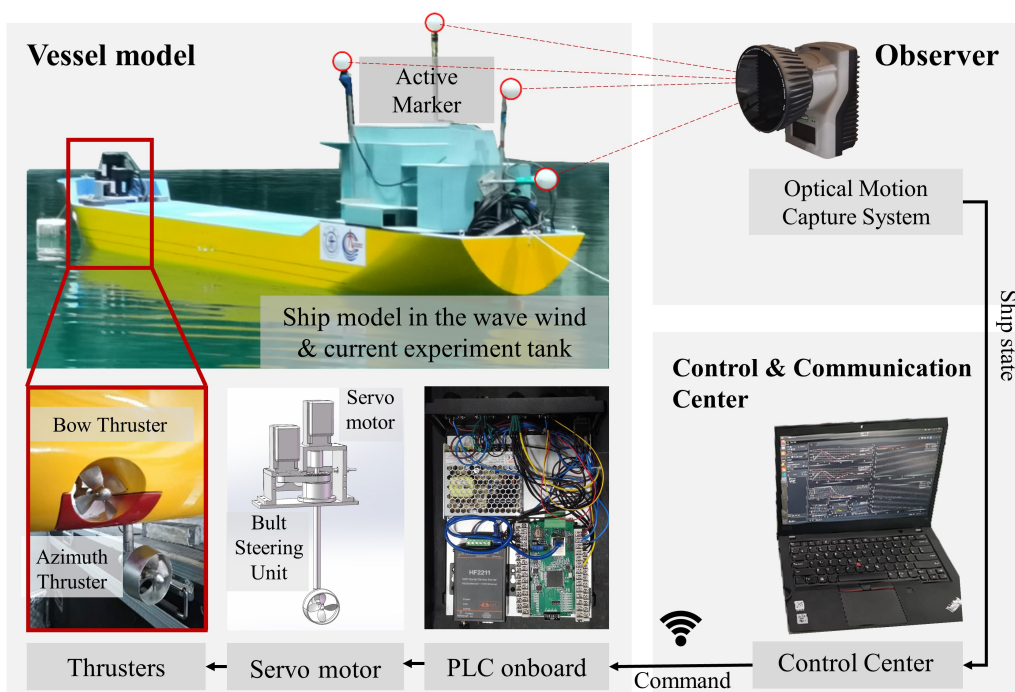 Vessel model
Active
Marker
Ship model in the wave wind
& current experiment tank
Observer
Optical Motion
Capture System
Ship state
Control & Communication
Center
Bow Thruster
Azimuth
Thruster
Servo
motor
Bult
Steering
Unit
HF2211
Thrusters
Servo motor
PLC onboard
Command
Control Center